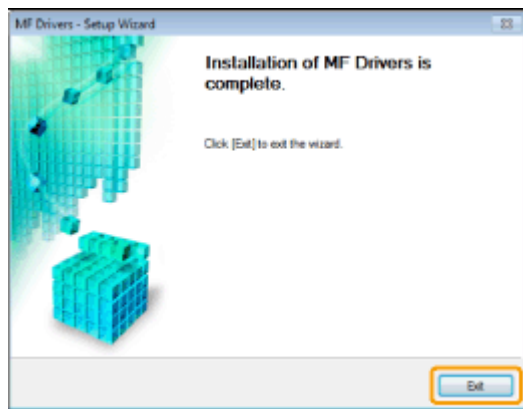 MF Drivers - Setup Wizard
Installation of MF Drivers is
complete.
Click [Exit] to exit the wizard.
Exit